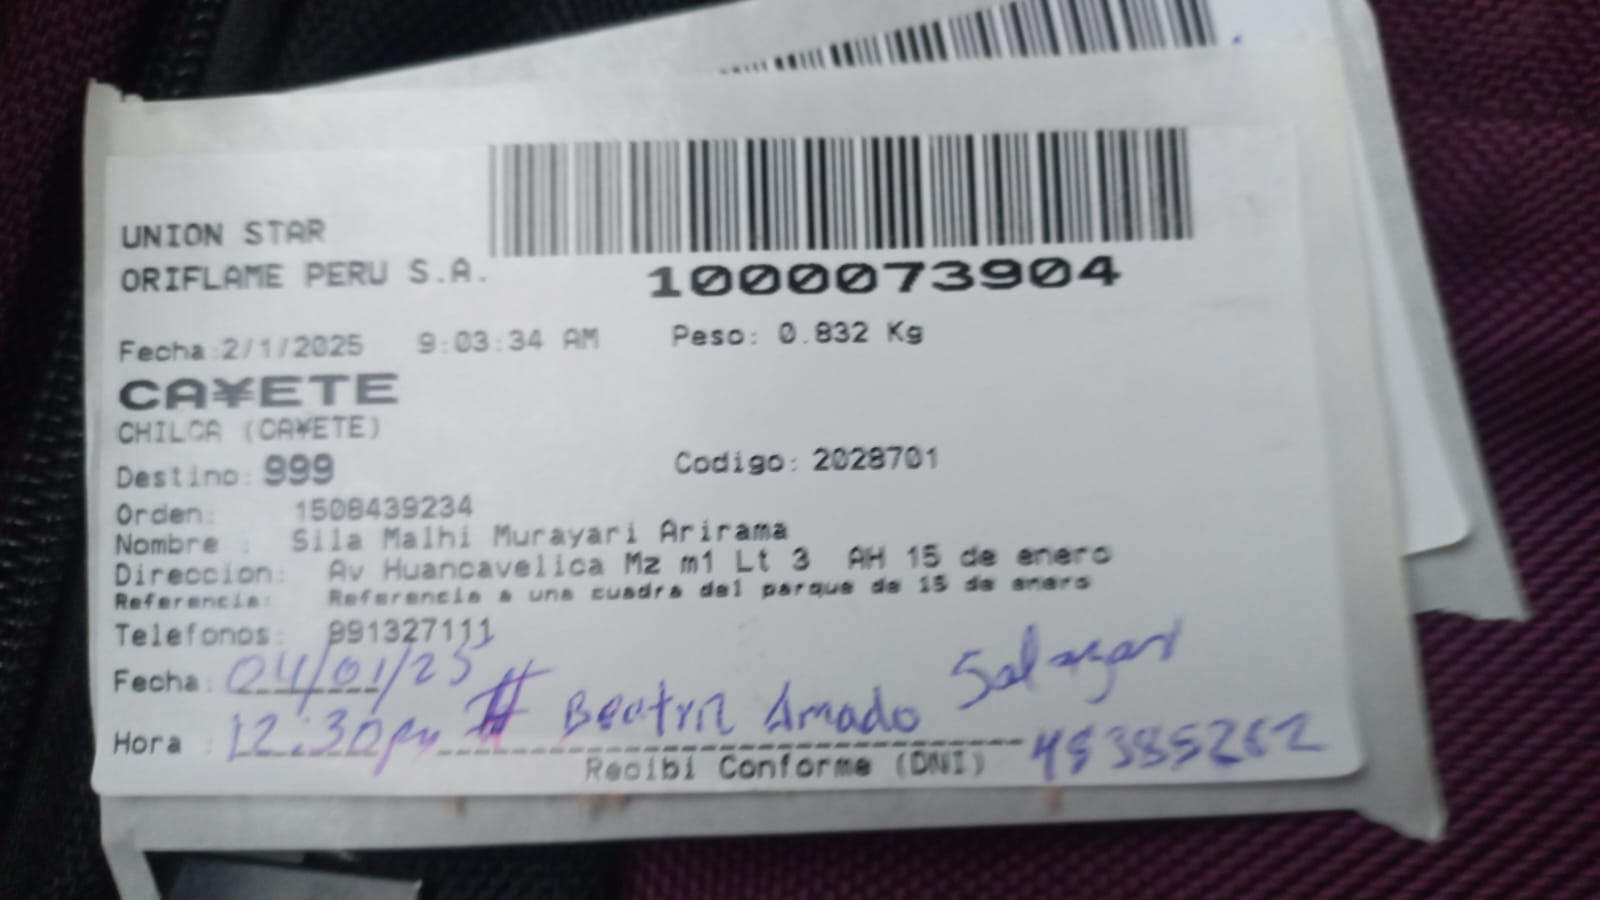 UNION STAR
ORIFLAME PERU S.A.
1000073904
Fecha:2/1/2025 9:03:34 AM Peso: 0.832 Kg
CA¥ETE
CHILCA (CA¥ETE)
Destino: 999 Codigo: 2028701
Orden: 1508439234
Nombre : Sila Malhi Murayari Arirama
Direccion: Av Huancavelica Mz m1 Lt 3 AH 15 de enero
Referencia: Referencia a una cuadra del parque de 15 de enero
Telefonos: 991327111
Fecha: 04/01/25 Salazar
Hora : 12:30pm # Beatriz Amado
Recibi Conforme (DNI) 45385262